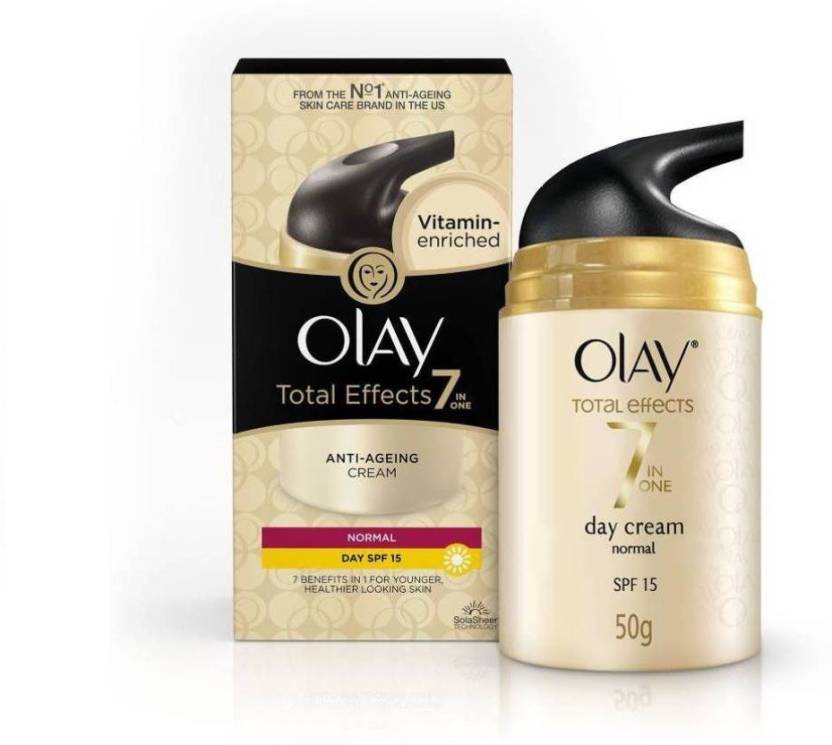 FROM THE Nº1* ANTI-AGEING
SKIN CARE BRAND IN THE US
Vitamin-
enriched
OLAY
Total Effects 7 IN ONE
ANTI-AGEING
CREAM
NORMAL
DAY SPF 15
7 BENEFITS IN 1 FOR YOUNGER,
HEALTHIER LOOKING SKIN
SolaSheer
TECHNOLOGY
OLAY®
TOTAL effects
7 IN ONE
day cream
normal
SPF 15
50g